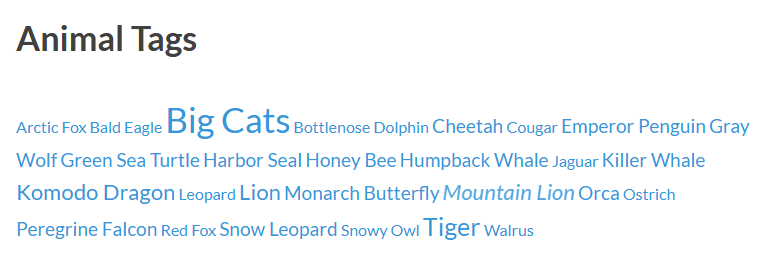 Animal Tags
Arctic Fox Bald Eagle Big Cats Bottlenose Dolphin Cheetah Cougar Emperor Penguin Gray
Wolf Green Sea Turtle Harbor Seal Honey Bee Humpback Whale Jaguar Killer Whale
Komodo Dragon Leopard Lion Monarch Butterfly Mountain Lion Orca Ostrich
Peregrine Falcon Red Fox Snow Leopard Snowy Owl Tiger Walrus